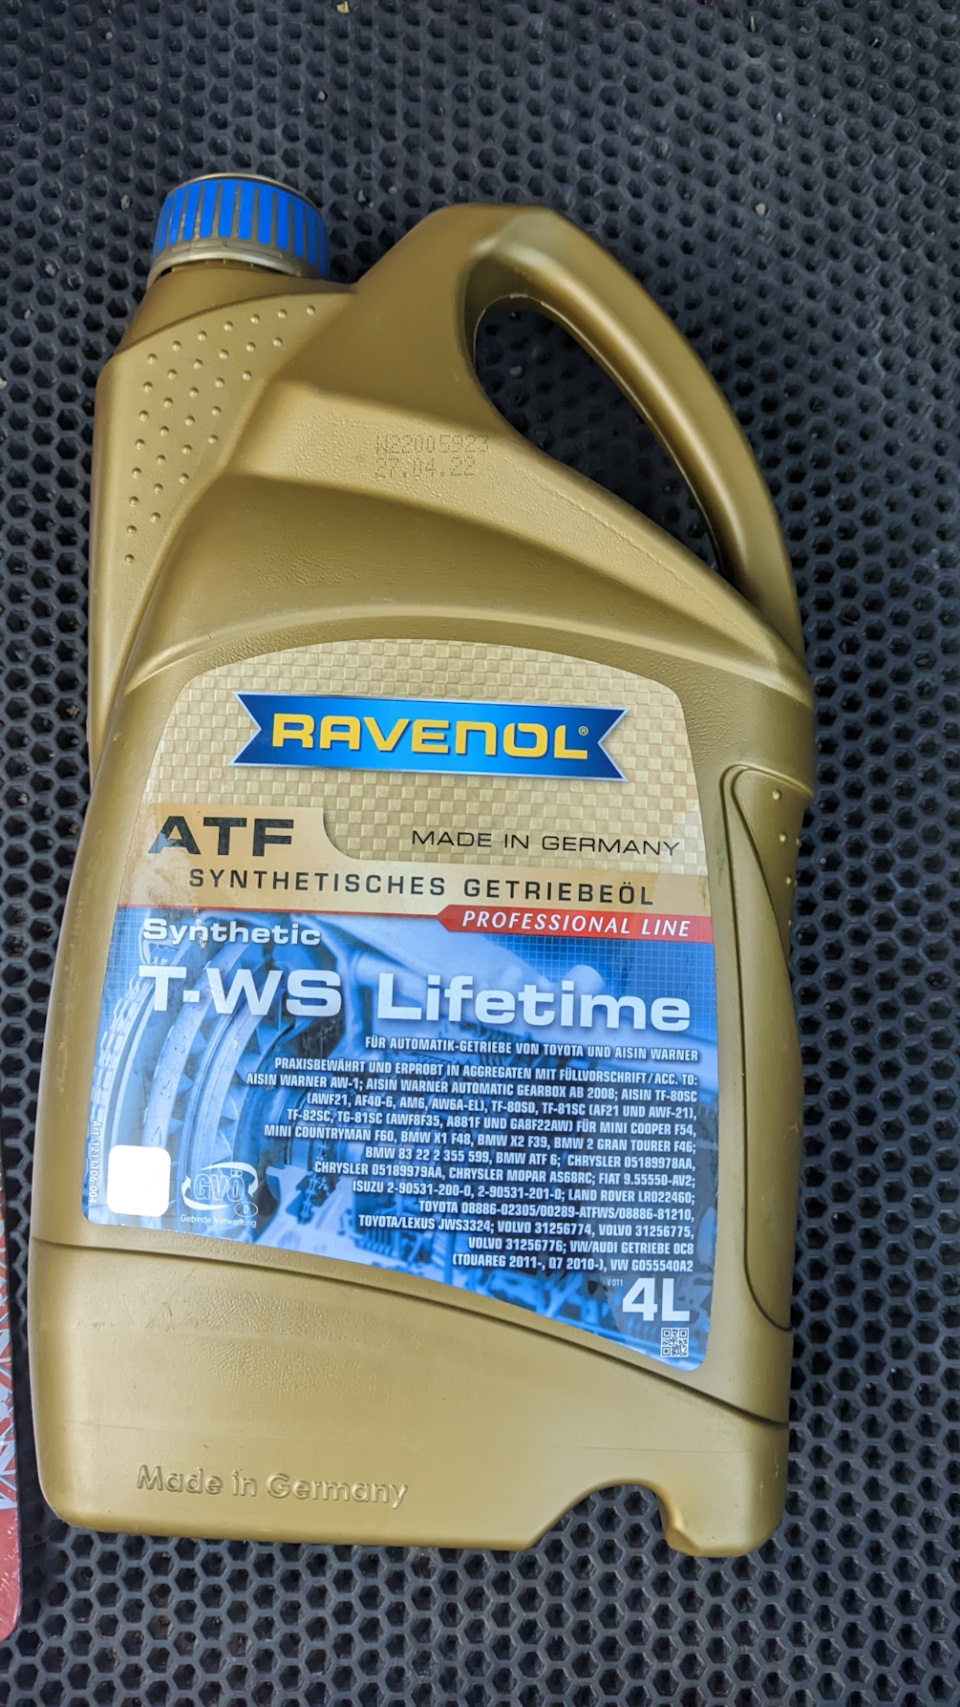 W22005923
27.04.22
RAVENOL®
ATF
MADE IN GERMANY
SYNTHETISCHES GETRIEBEÖL
PROFESSIONAL LINE
Synthetic
T-WS Lifetime
FÜR AUTOMATIK-GETRIEBE VON TOYOTA UND AISIN WARNER
PRAXISBEWÄHRT UND ERPROBT IN AGGREGATEN MIT FÜLLVORSCHRIFT/ACC. TO:
AISIN WARNER AW-1; AISIN WARNER AUTOMATIC GEARBOX AB 2008; AISIN TF-80SC
(AWF21, AF40-6, AM6, AW6A-EL), TF-80SD, TF-81SC (AF21 UND AWF-21),
TF-82SC, TG-81SC (AWF8F35, A881F UND GA8F22AW) FÜR MINI COOPER F54,
MINI COUNTRYMAN F60, BMW X1 F48, BMW X2 F39, BMW 2 GRAN TOURER F46;
BMW 83 22 2 355 599, BMW ATF 6; CHRYSLER 05189978AA,
CHRYSLER 05189979AA, CHRYSLER MOPAR AS68RC; FIAT 9.55550-AV2;
ISUZU 2-90531-200-0, 2-90531-201-0; LAND ROVER LR022460;
TOYOTA 08886-02305/00289-ATFWS/08886-81210,
TOYOTA/LEXUS JWS3324; VOLVO 31256774, VOLVO 31256775,
VOLVO 31256776; VW/AUDI GETRIEBE 0C8
(TOUAREG 2011-, Q7 2010-), VW G055540A2
V011
4L
GVÖ
Gebinde Verwertung
Made in Germany